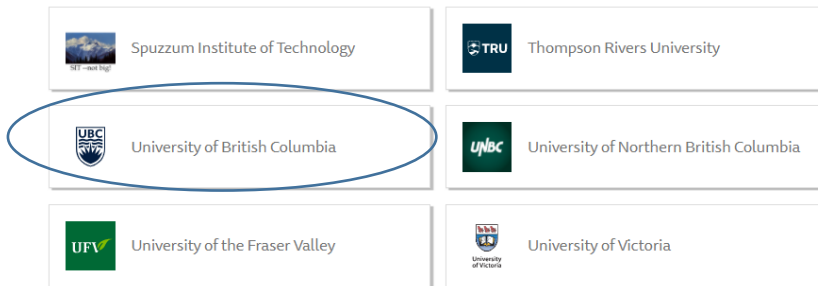 SIT -not big!
Spuzzum Institute of Technology
TRU
Thompson Rivers University
UBC
University of British Columbia
UNBC
University of Northern British Columbia
UFV
University of the Fraser Valley
University
of Victoria
University of Victoria